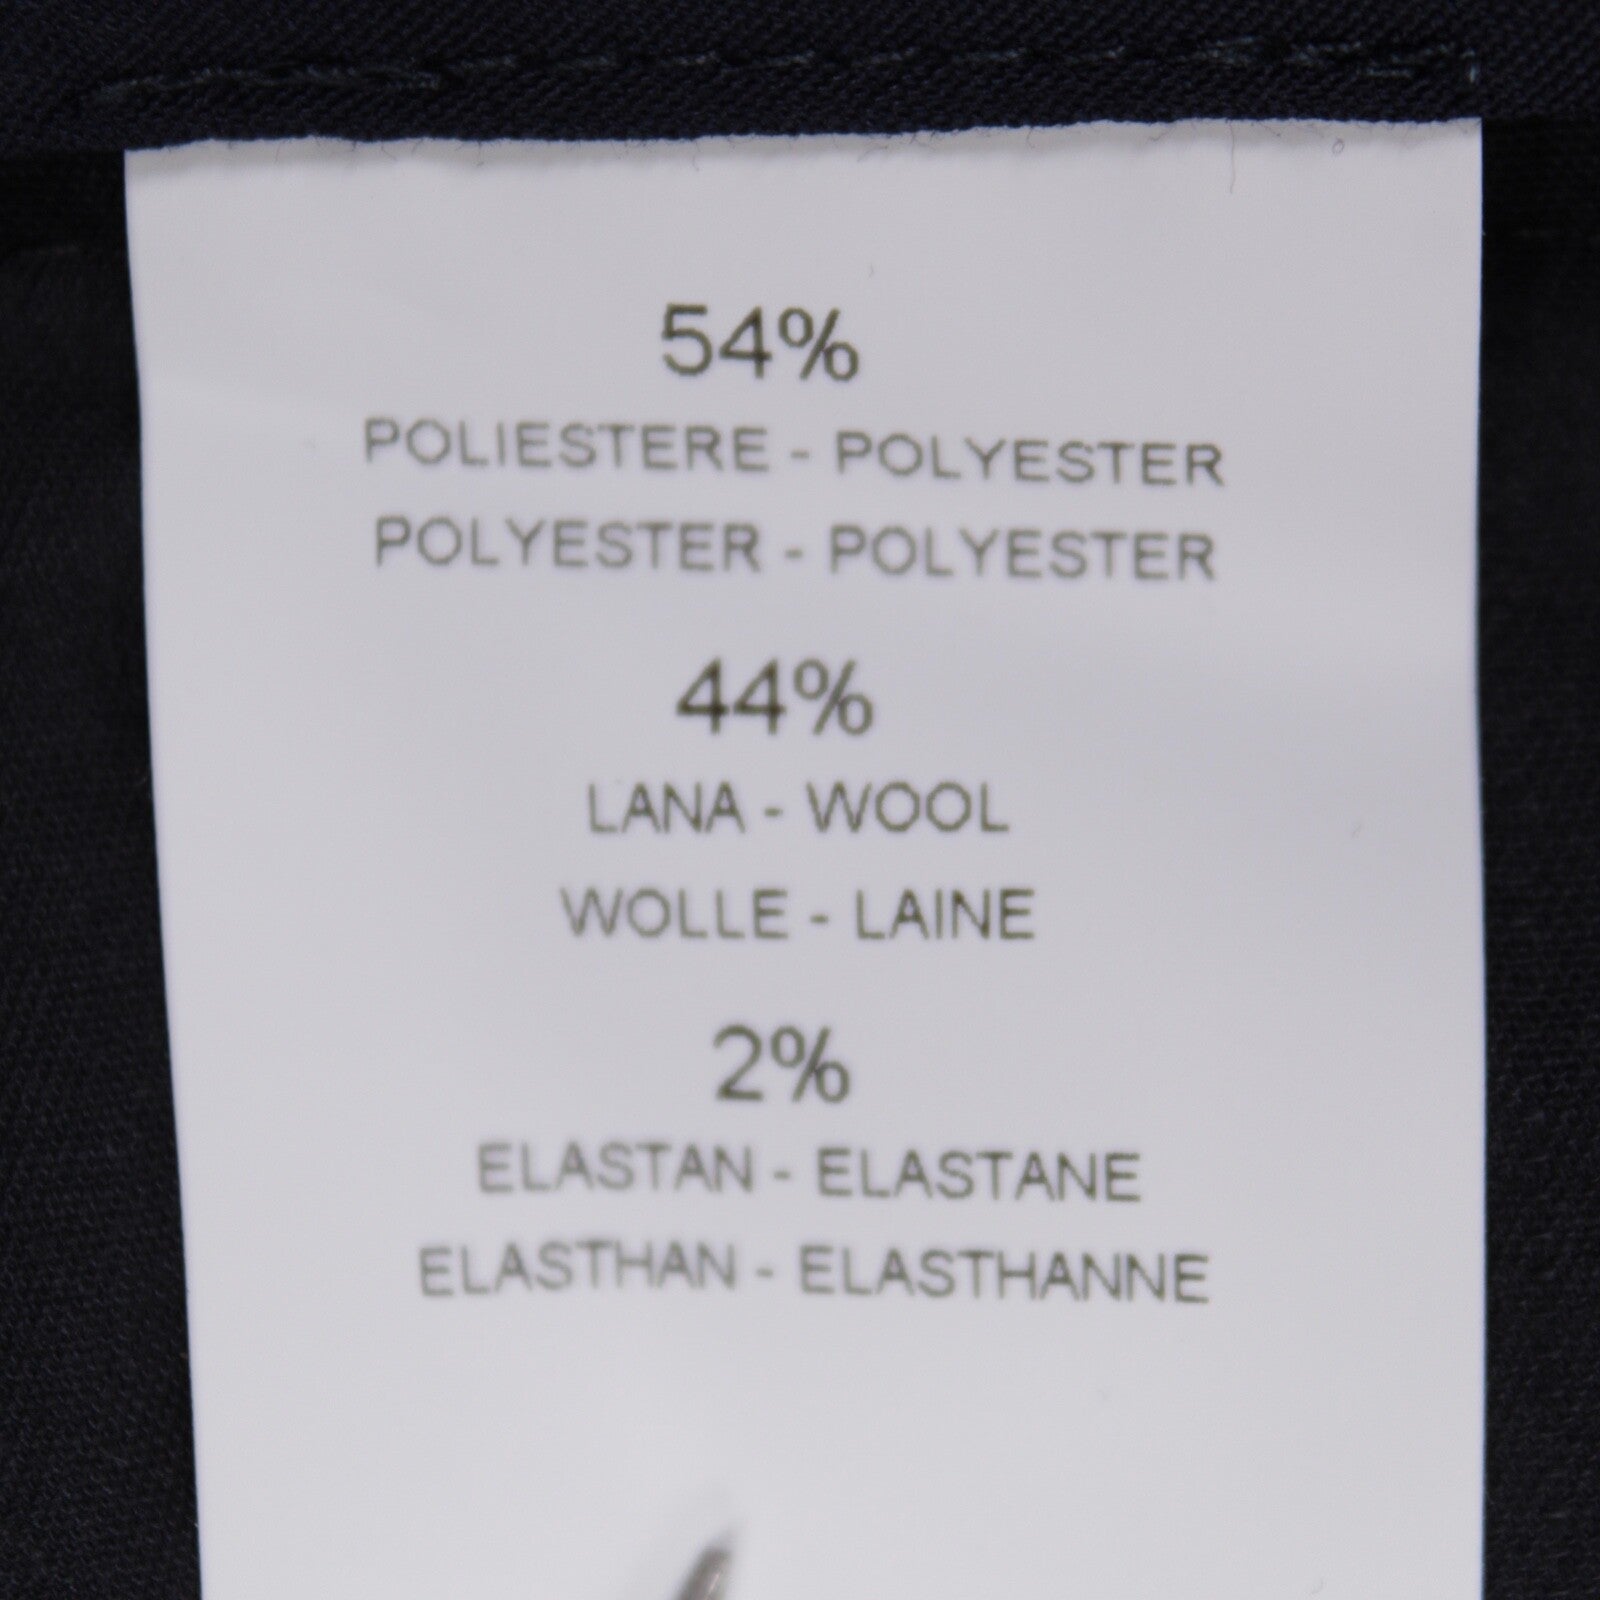 54%
POLIESTERE - POLYESTER
POLYESTER - POLYESTER
44%
LANA - WOOL
WOLLE - LAINE
2%
ELASTAN - ELASTANE
ELASTHAN - ELASTHANNE